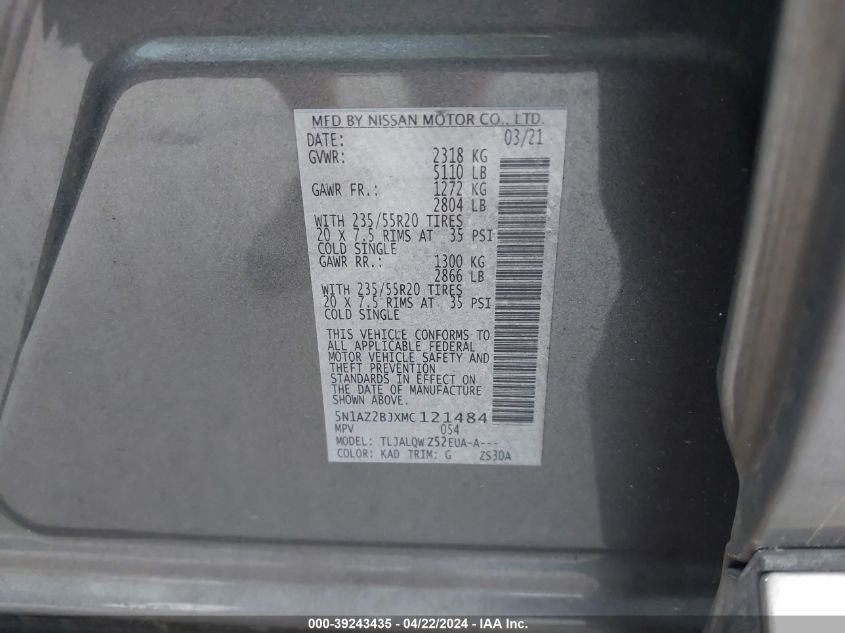 MFD BY NISSAN MOTOR CO., LTD.
DATE: 03/21
GVWR: 2318 KG
5110 LB
GAWR FR.: 1272 KG
2804 LB
WITH 235/55R20 TIRES
20 X 7.5 RIMS AT 35 PSI
COLD SINGLE
GAWR RR.: 1300 KG
2866 LB
WITH 235/55R20 TIRES
20 X 7.5 RIMS AT 35 PSI
COLD SINGLE
THIS VEHICLE CONFORMS TO
ALL APPLICABLE FEDERAL
MOTOR VEHICLE SAFETY AND
THEFT PREVENTION
STANDARDS IN EFFECT ON
THE DATE OF MANUFACTURE
SHOWN ABOVE.
5N1AZ2BJXMC121484
MPV 054
MODEL: TLJALQWZ52EUA-A---
COLOR: KAD TRIM: G ZS30A
000-39243435 - 04/22/2024 - IAA Inc.